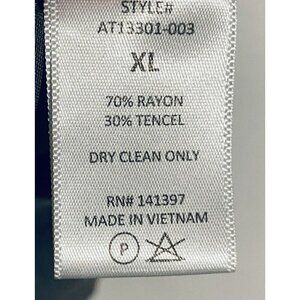 STYLE#
AT13301-003
XL
70% RAYON
30% TENCEL
DRY CLEAN ONLY
RN# 141397
MADE IN VIETNAM
P